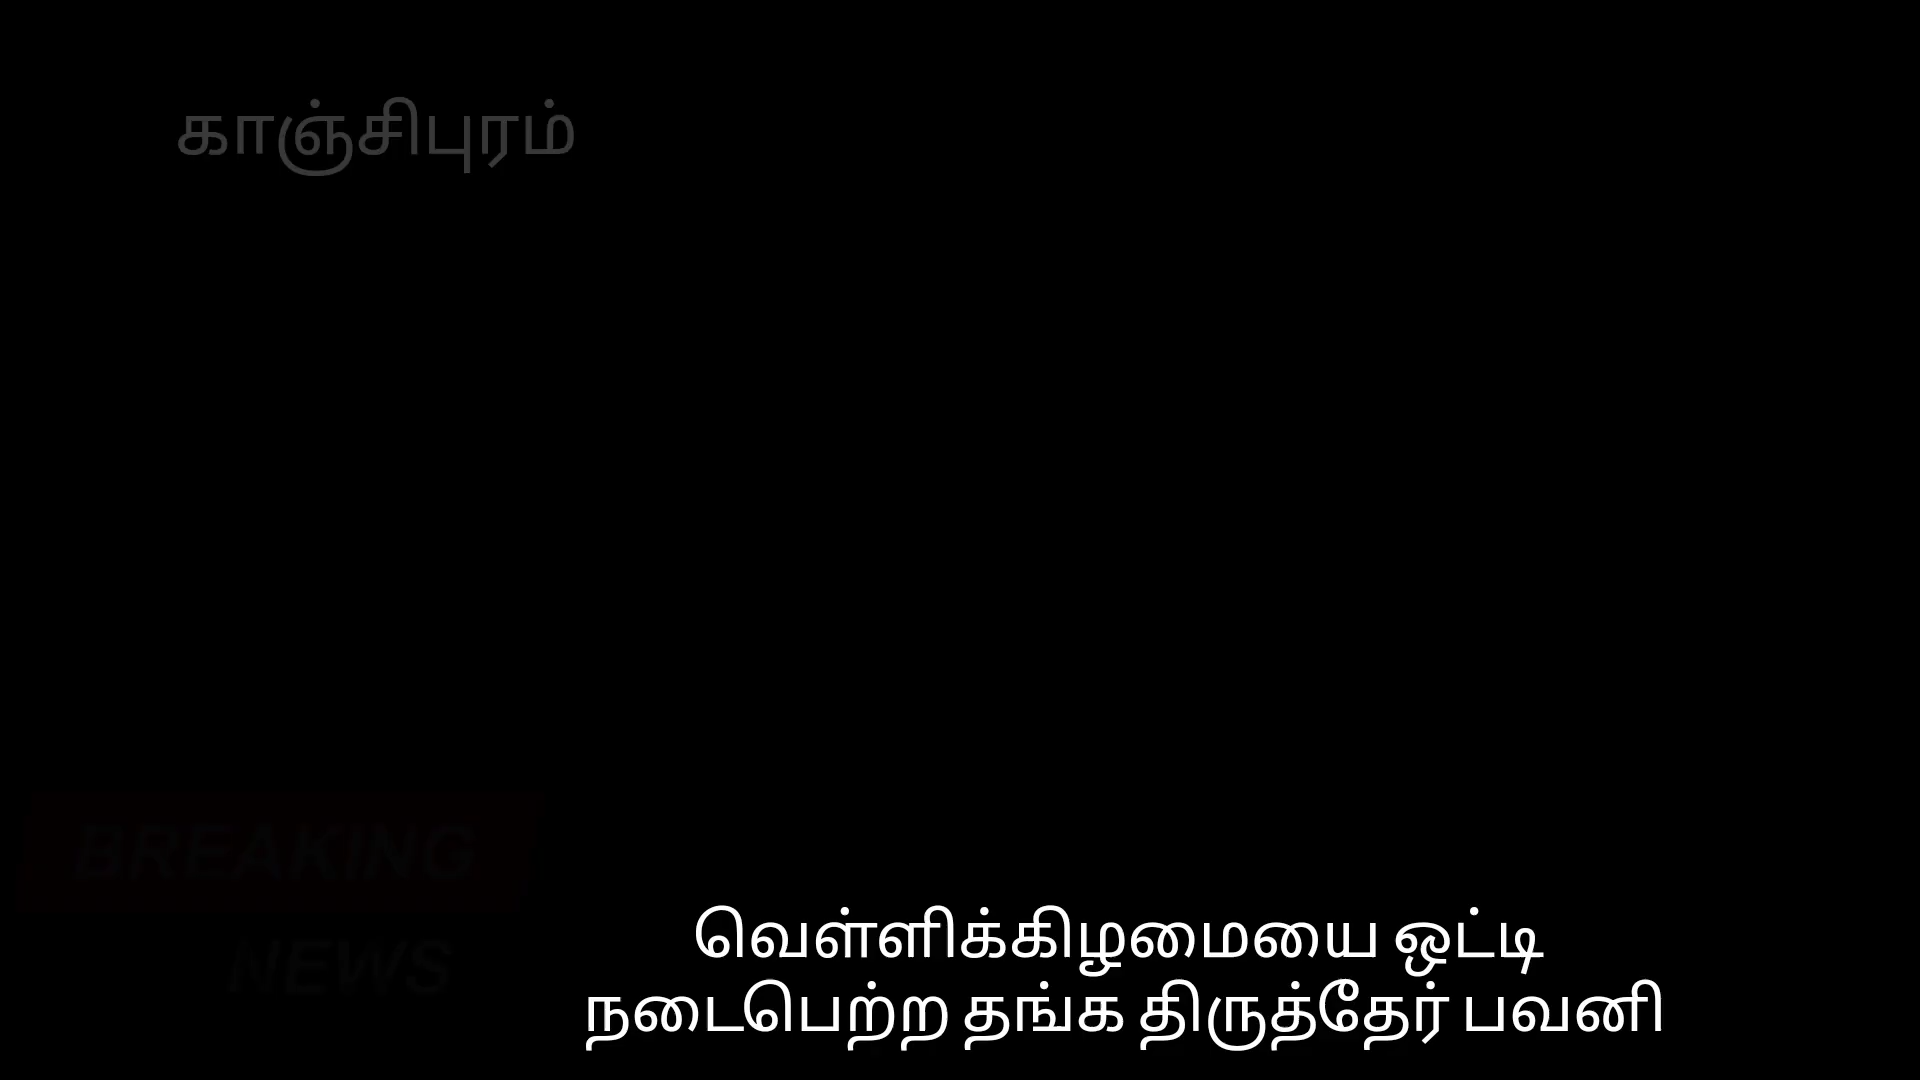 காஞ்சிபுரம்
BREAKING
NEWS
வெள்ளிக்கிழமையை ஒட்டி
நடைபெற்ற தங்க திருத்தேர் பவனி